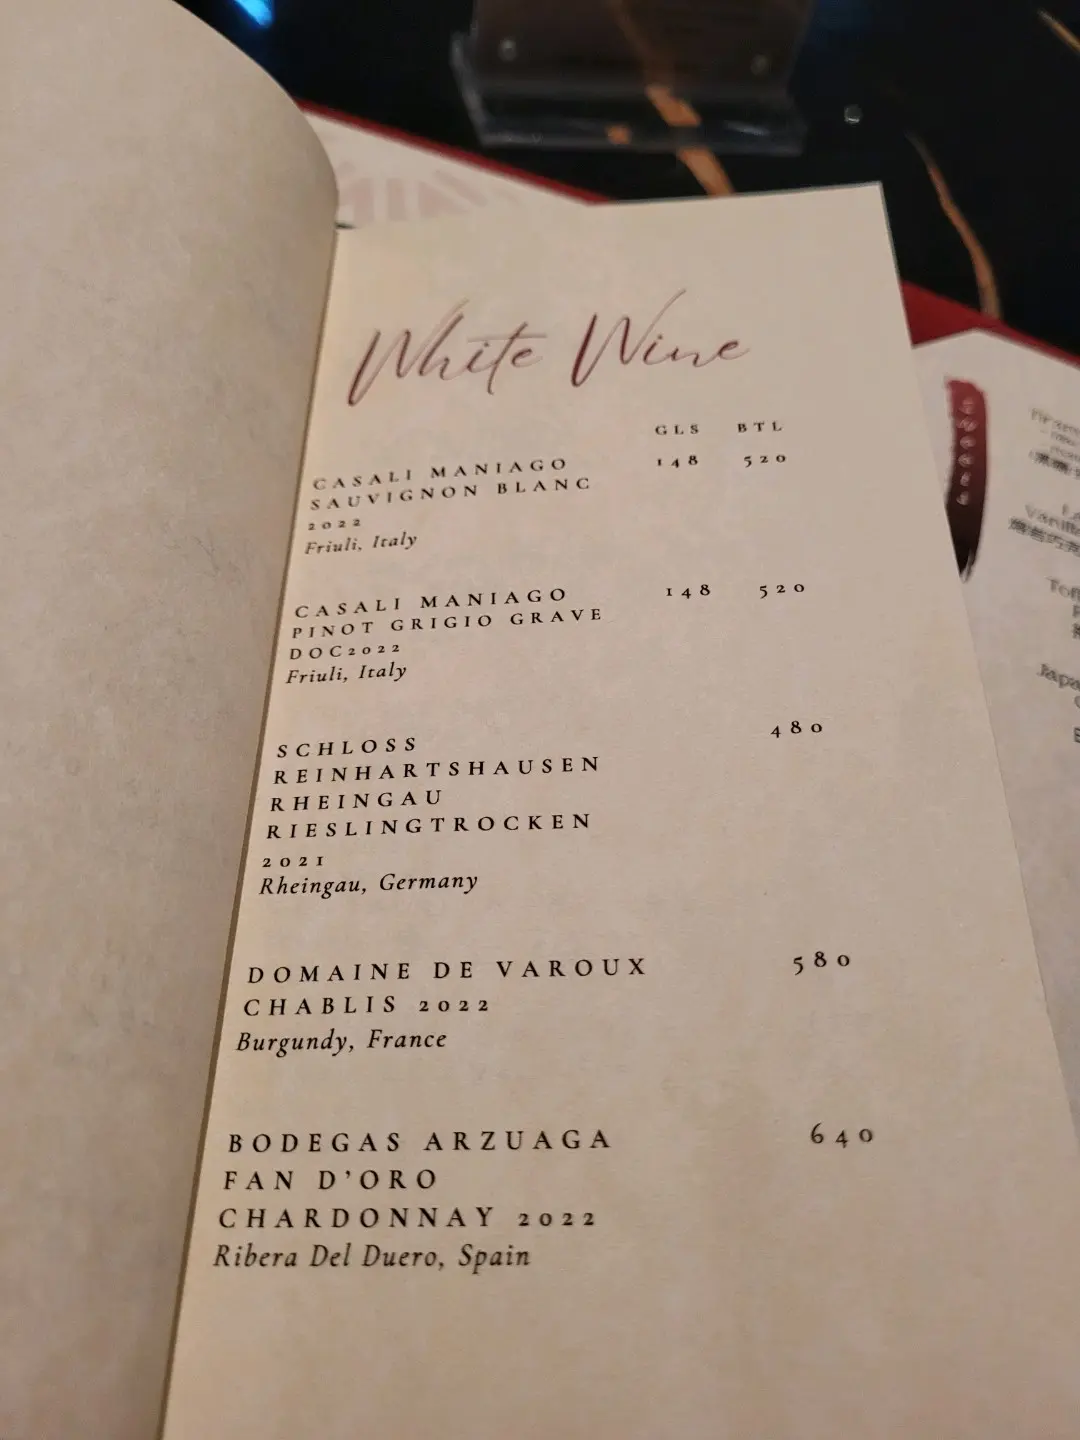 White Wine
GLS BTL
CASALI MANIAGO 148 520
SAUVIGNON BLANC
2022
Friuli, Italy
CASALI MANIAGO 148 520
PINOT GRIGIO GRAVE
DOC2022
Friuli, Italy
SCHLOSS 480
REINHARTSHAUSEN
RHEINGAU
RIESLINGTROCKEN
2021
Rheingau, Germany
DOMAINE DE VAROUX 580
CHABLIS 2022
Burgundy, France
BODEGAS ARZUAGA 640
FAN D'ORO
CHARDONNAY 2022
Ribera Del Duero, Spain